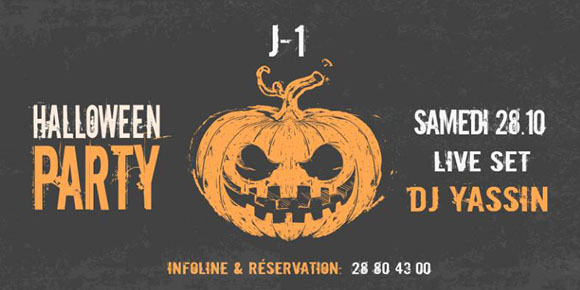 J-1
HALLOWEEN
PARTY
SAMEDI 28.10
LIVE SET
DJ YASSIN
INFOLINE & RÉSERVATION: 28 80 43 00